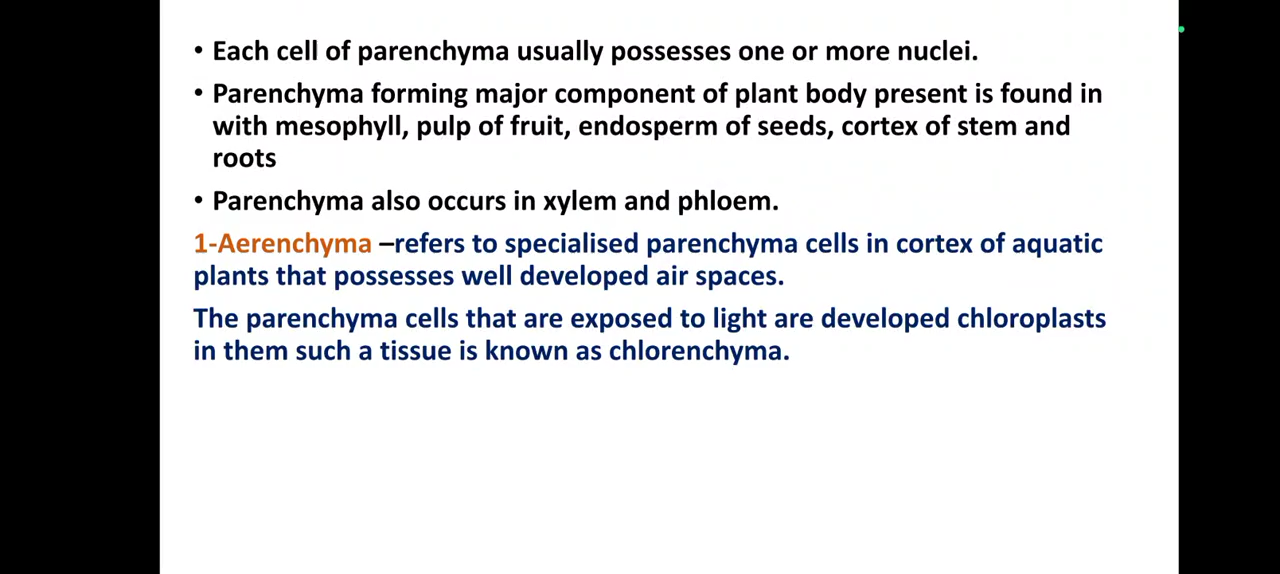 • Each cell of parenchyma usually possesses one or more nuclei.
• Parenchyma forming major component of plant body present is found in
with mesophyll, pulp of fruit, endosperm of seeds, cortex of stem and
roots
• Parenchyma also occurs in xylem and phloem.
1-Aerenchyma –refers to specialised parenchyma cells in cortex of aquatic
plants that possesses well developed air spaces.
The parenchyma cells that are exposed to light are developed chloroplasts
in them such a tissue is known as chlorenchyma.